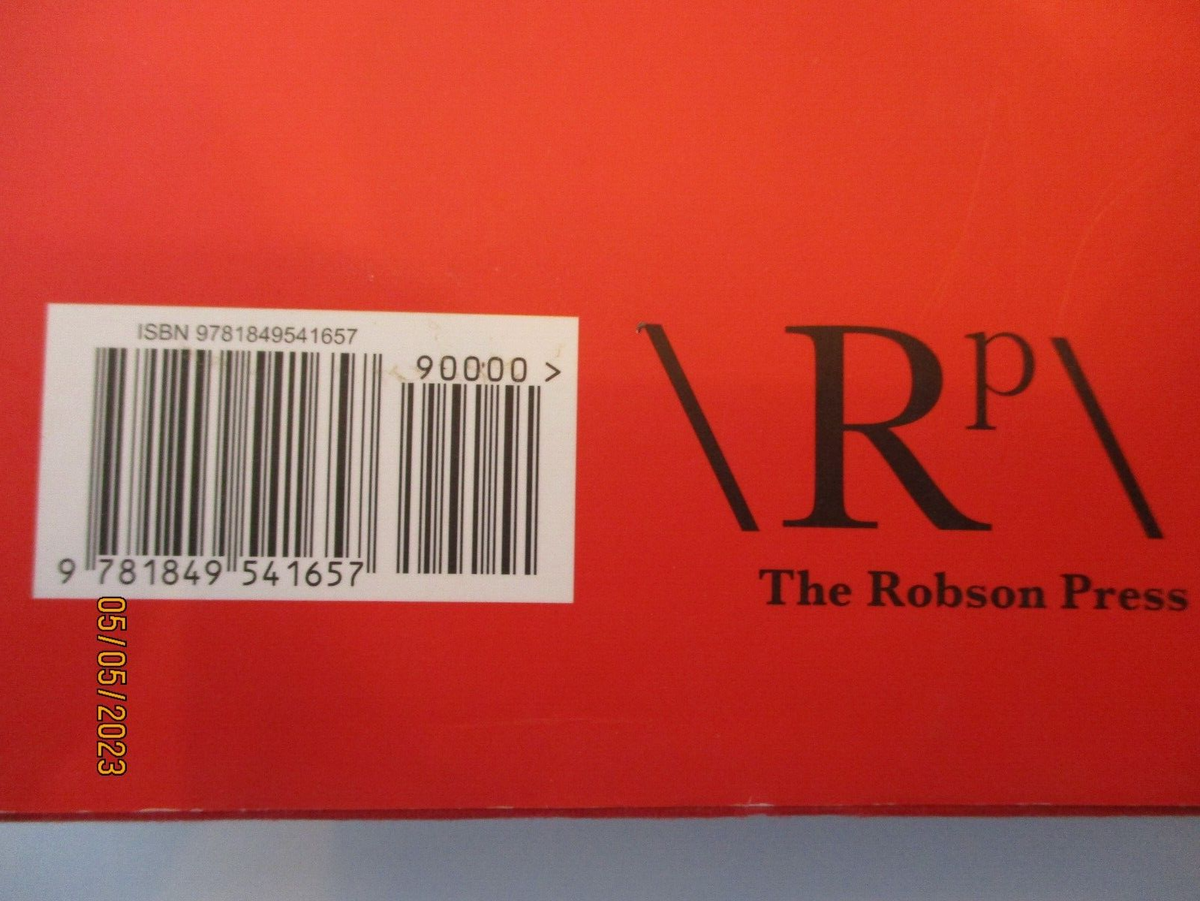 ISBN 9781849541657
90000 >
9 781849 541657
\Rp\
The Robson Press
05/05/2023